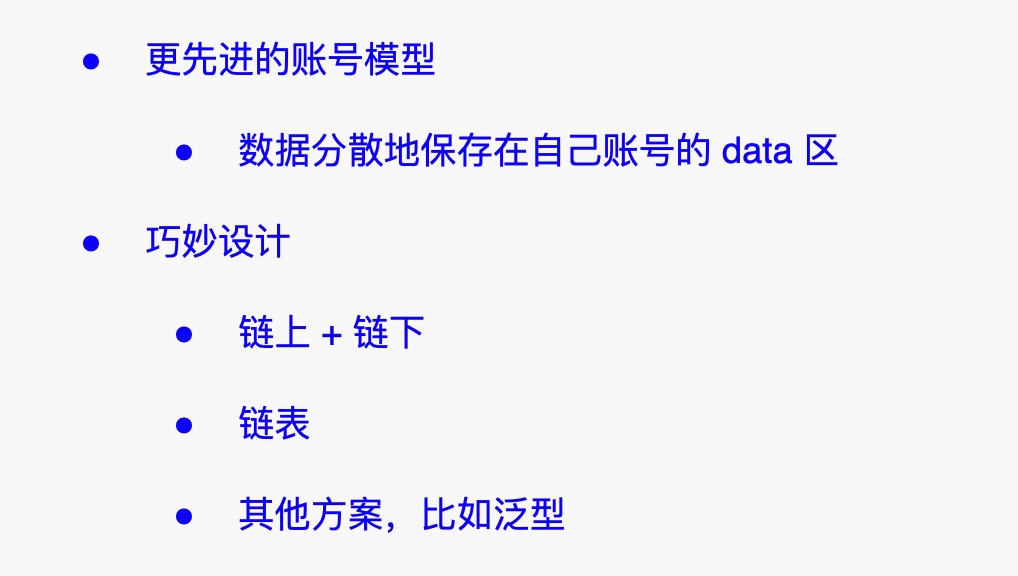 更先进的账号模型
数据分散地保存在自己账号的 data 区
巧妙设计
链上 + 链下
链表
其他方案，比如泛型